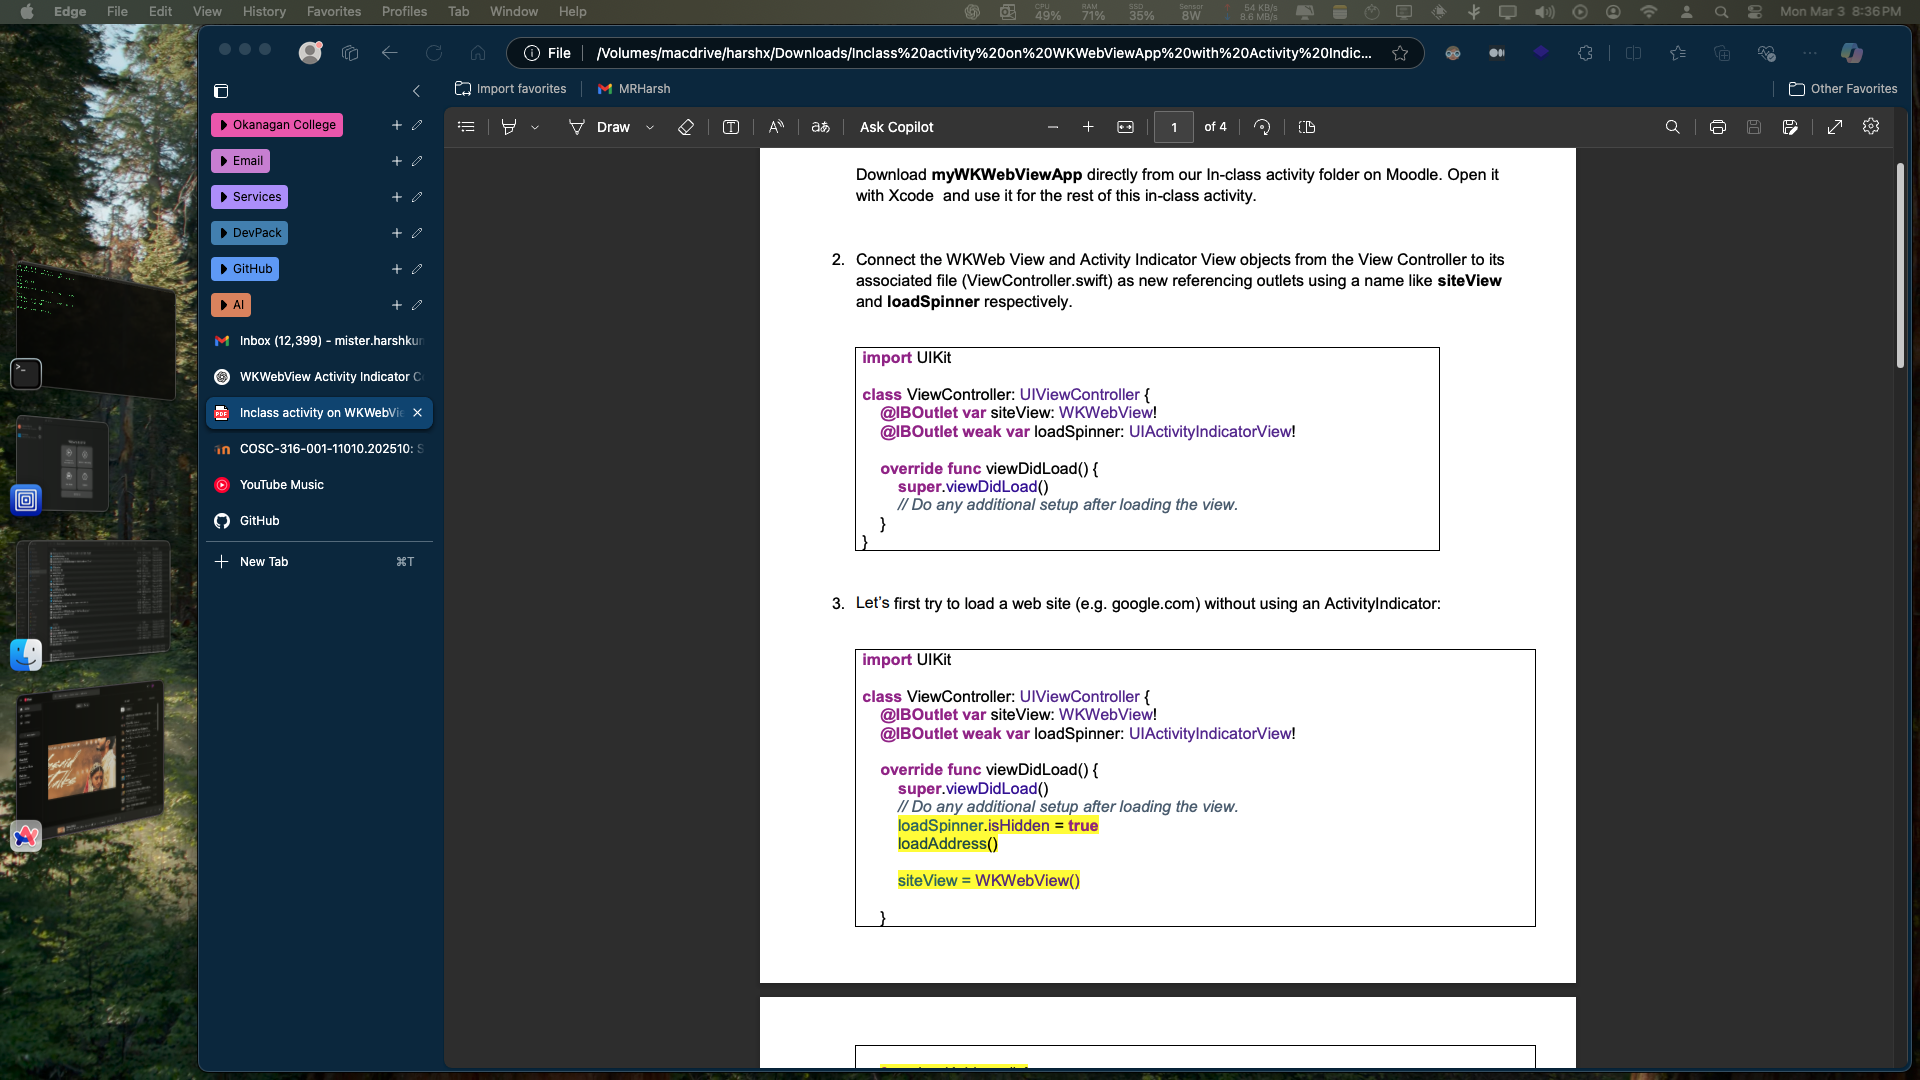 Edge File Edit View History Favorites Profiles Tab Window Help
CPU 49% RAM 71% SSD 35% Sensor 8W 54 KB/s 8.6 MB/s Mon Mar 3 8:36 PM
File /Volumes/macdrive/harshx/Downloads/Inclass%20activity%20on%20WKWebViewApp%20with%20Activity%20Indic...
Import favorites MRHarsh Other Favorites
Draw aあ Ask Copilot 1 of 4
Okanagan College
Email
Services
DevPack
GitHub
AI
Inbox (12,399) - mister.harshkur
WKWebView Activity Indicator C
Inclass activity on WKWebVie
COSC-316-001-11010.202510: S
YouTube Music
GitHub
New Tab ⌘T
Download myWKWebViewApp directly from our In-class activity folder on Moodle. Open it
with Xcode and use it for the rest of this in-class activity.
2. Connect the WKWeb View and Activity Indicator View objects from the View Controller to its
associated file (ViewController.swift) as new referencing outlets using a name like siteView
and loadSpinner respectively.
import UIKit
class ViewController: UIViewController {
@IBOutlet var siteView: WKWebView!
@IBOutlet weak var loadSpinner: UIActivityIndicatorView!
override func viewDidLoad() {
super.viewDidLoad()
// Do any additional setup after loading the view.
}
}
3. Let's first try to load a web site (e.g. google.com) without using an ActivityIndicator:
import UIKit
class ViewController: UIViewController {
@IBOutlet var siteView: WKWebView!
@IBOutlet weak var loadSpinner: UIActivityIndicatorView!
override func viewDidLoad() {
super.viewDidLoad()
// Do any additional setup after loading the view.
loadSpinner.isHidden = true
loadAddress()
siteView = WKWebView()
}